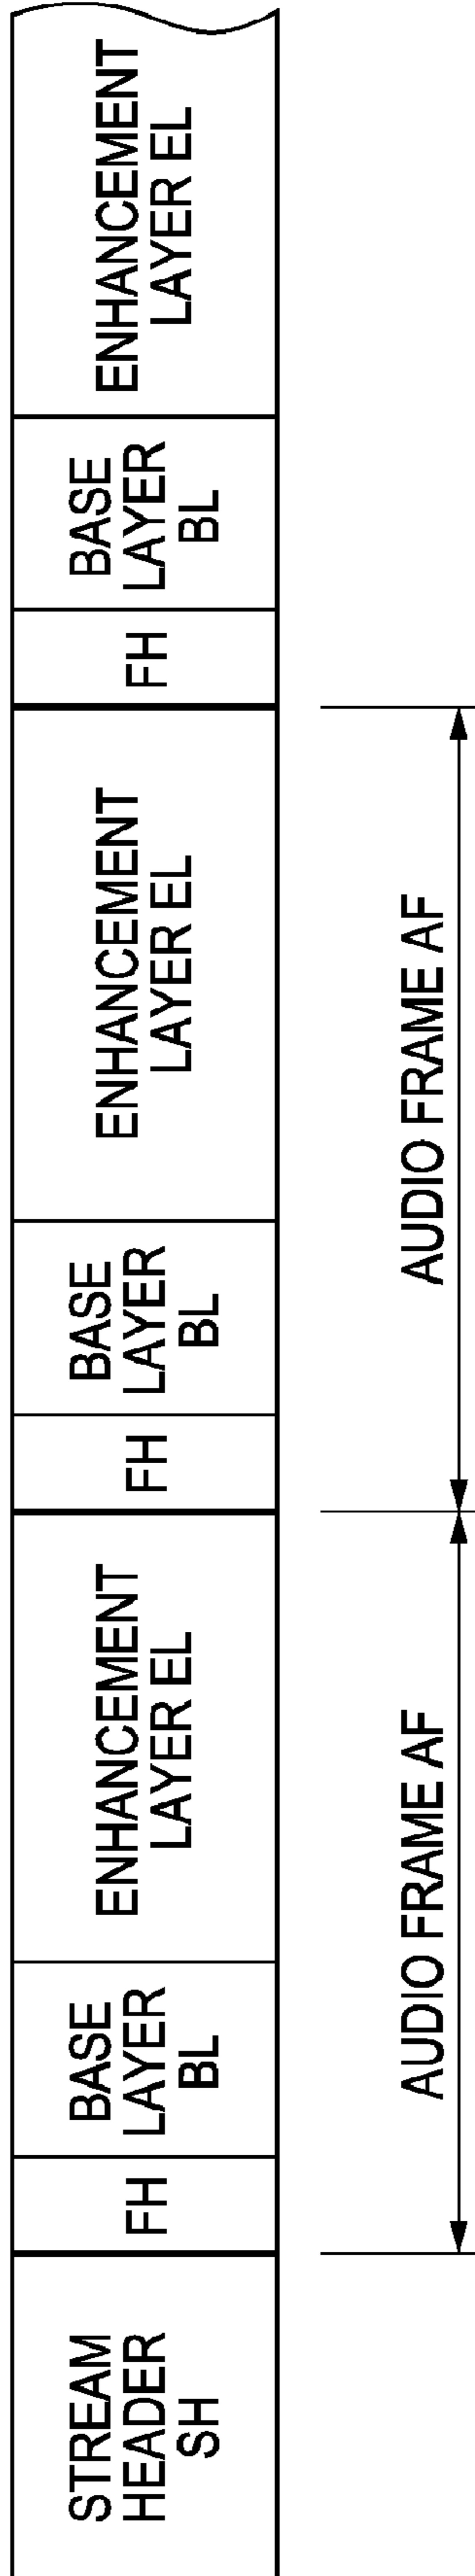 STREAM
HEADER
SH
FH
BASE
LAYER
BL
ENHANCEMENT
LAYER EL
FH
BASE
LAYER
BL
ENHANCEMENT
LAYER EL
FH
BASE
LAYER
BL
ENHANCEMENT
LAYER EL
AUDIO FRAME AF
AUDIO FRAME AF